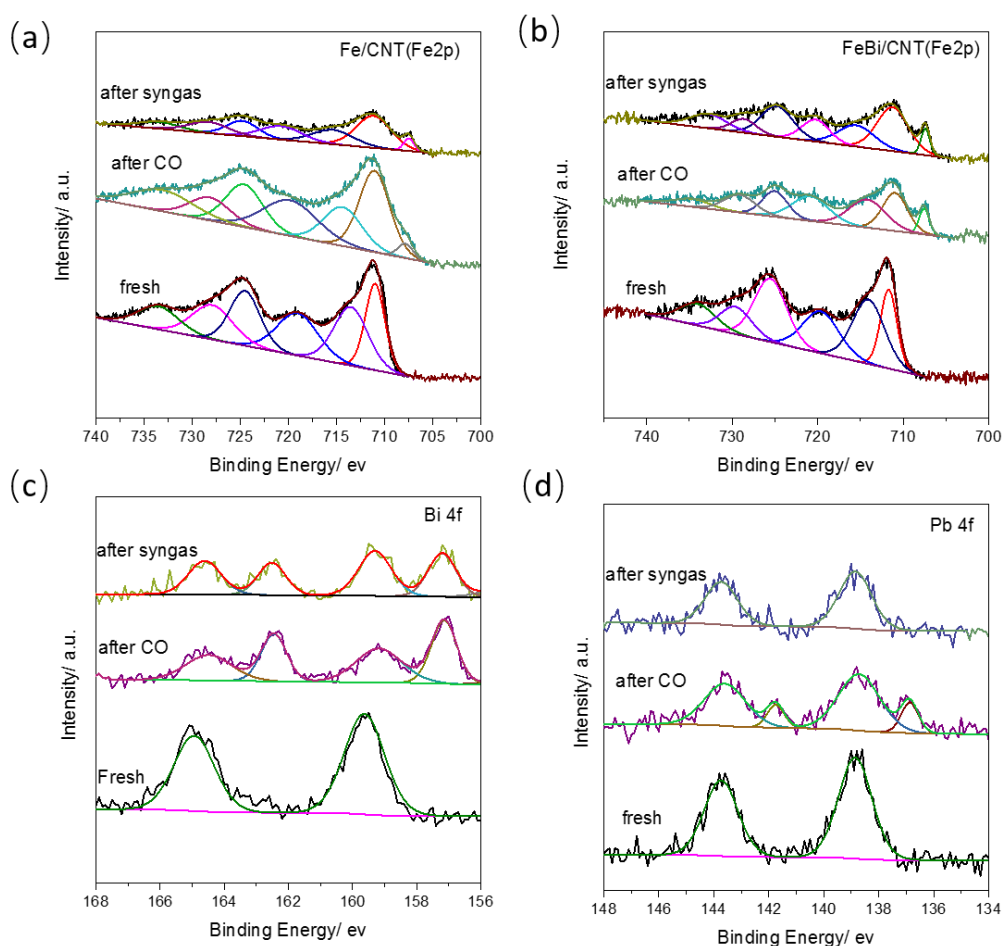 (a)
Fe/CNT(Fe2p)
after syngas
after CO
fresh
Intensity/ a.u.
740 735 730 725 720 715 710 705 700
Binding Energy/ ev
(b)
FeBi/CNT(Fe2p)
after syngas
after CO
fresh
Intensity/ a.u.
740 730 720 710 700
Binding Energy/ ev
(c)
Bi 4f
after syngas
after CO
Fresh
Intensity/ a.u.
168 166 164 162 160 158 156
Binding Energy/ ev
(d)
Pb 4f
after syngas
after CO
fresh
Intensity/ a.u.
148 146 144 142 140 138 136 134
Binding Energy/ ev